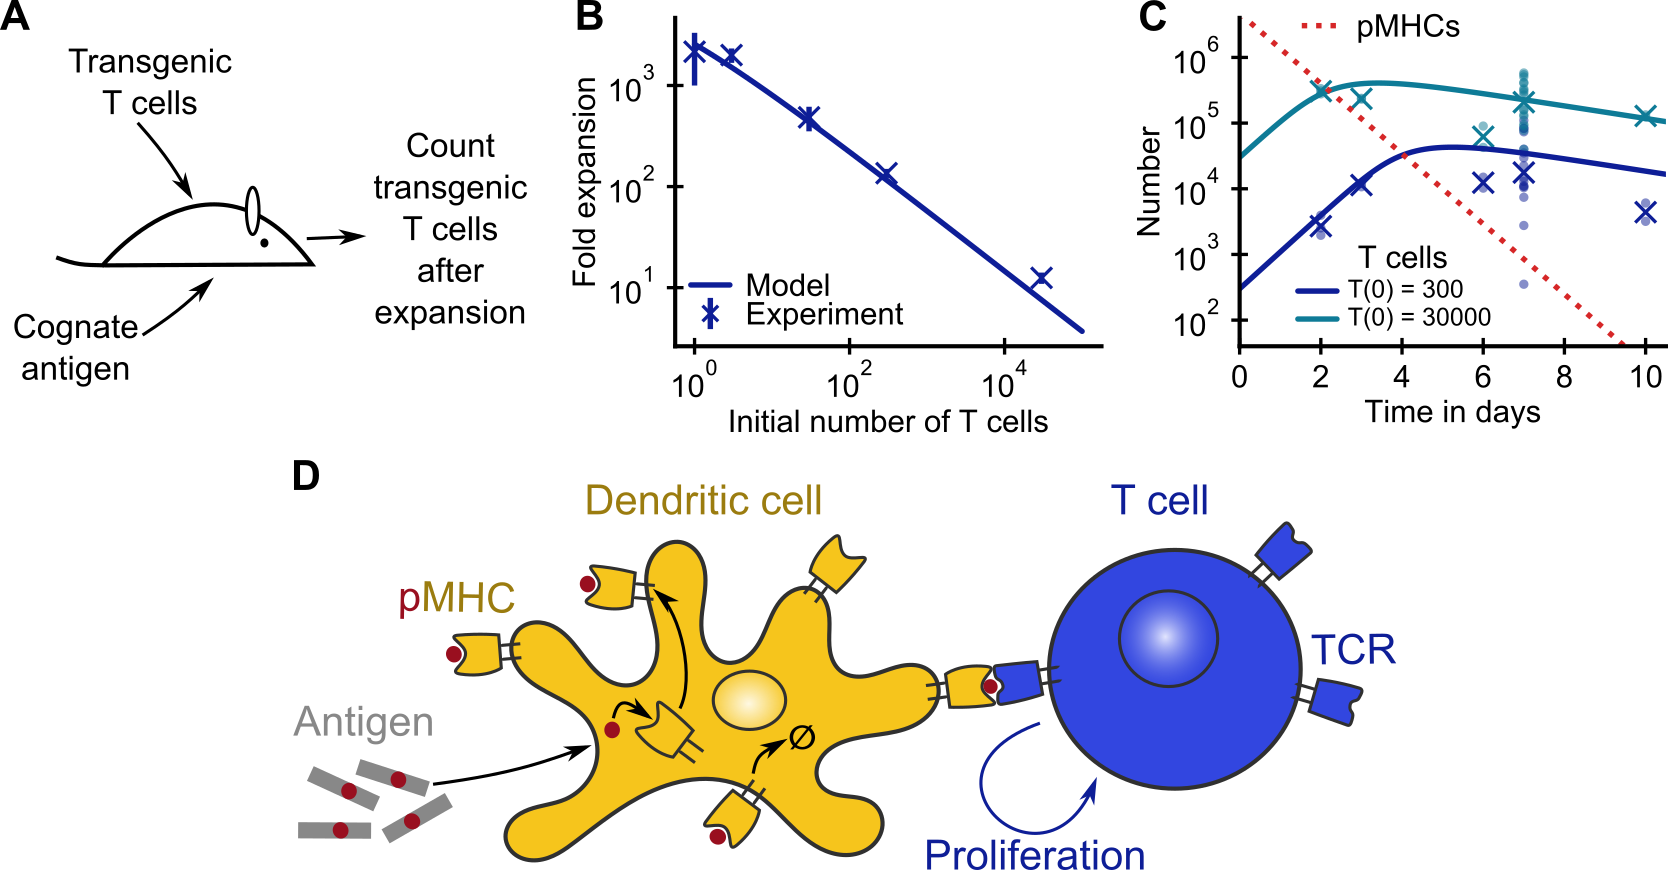 A
Transgenic
T cells
Cognate
antigen
Count
transgenic
T cells
after
expansion
B
Fold expansion
10^3
10^2
10^1
Model
Experiment
10^0
10^2
10^4
Initial number of T cells
C
pMHCs
Number
10^6
10^5
10^4
10^3
10^2
T cells
T(0) = 300
T(0) = 30000
0 2 4 6 8 10
Time in days
D
Dendritic cell
T cell
pMHC
TCR
Antigen
Ø
Proliferation